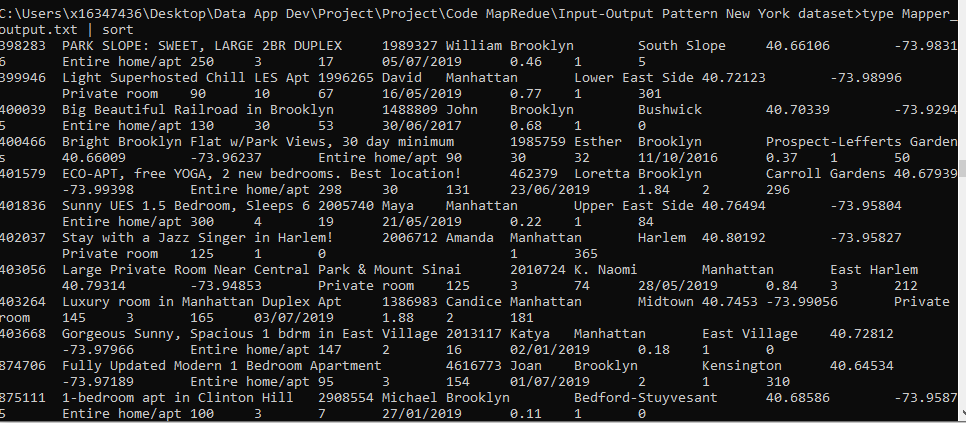 C:\Users\x16347436\Desktop\Data App Dev\Project\Project\Code MapRedue\Input-Output Pattern New York dataset>type Mapper_
output.txt | sort
398283 PARK SLOPE: SWEET, LARGE 2BR DUPLEX 1989327 William Brooklyn South Slope 40.66106 -73.9831
6 Entire home/apt 250 3 17 05/07/2019 0.46 1 5
399946 Light Superhosted Chill LES Apt 1996265 David Manhattan Lower East Side 40.72123 -73.98996
Private room 90 10 67 16/05/2019 0.77 1 301
400039 Big Beautiful Railroad in Brooklyn 1488809 John Brooklyn Bushwick 40.70339 -73.9294
5 Entire home/apt 130 30 53 30/06/2017 0.68 1 0
400466 Bright Brooklyn Flat w/Park Views, 30 day minimum 1985759 Esther Brooklyn Prospect-Lefferts Garden
s 40.66009 -73.96237 Entire home/apt 90 30 32 11/10/2016 0.37 1 50
401579 ECO-APT, free YOGA, 2 new bedrooms. Best location! 462379 Loretta Brooklyn Carroll Gardens 40.67939
-73.99398 Entire home/apt 298 30 131 23/06/2019 1.84 2 296
401836 Sunny UES 1.5 Bedroom, Sleeps 6 2005740 Maya Manhattan Upper East Side 40.76494 -73.95804
Entire home/apt 300 4 19 21/05/2019 0.22 1 84
402037 Stay with a Jazz Singer in Harlem! 2006712 Amanda Manhattan Harlem 40.80192 -73.95827
Private room 125 1 0 1 365
403056 Large Private Room Near Central Park & Mount Sinai 2010724 K. Naomi Manhattan East Harlem
40.79314 -73.94853 Private room 125 3 74 28/05/2019 0.84 3 212
403264 Luxury room in Manhattan Duplex Apt 1386983 Candice Manhattan Midtown 40.7453 -73.99056 Private
room 145 3 165 03/07/2019 1.88 2 181
403668 Gorgeous Sunny, Spacious 1 bdrm in East Village 2013117 Katya Manhattan East Village 40.72812
-73.97966 Entire home/apt 147 2 16 02/01/2019 0.18 1 0
874706 Fully Updated Modern 1 Bedroom Apartment 4616773 Joan Brooklyn Kensington 40.64534
-73.97189 Entire home/apt 95 3 154 01/07/2019 2 1 310
875111 1-bedroom apt in Clinton Hill 2908554 Michael Brooklyn Bedford-Stuyvesant 40.68586 -73.9587
5 Entire home/apt 100 3 7 27/01/2019 0.11 1 0